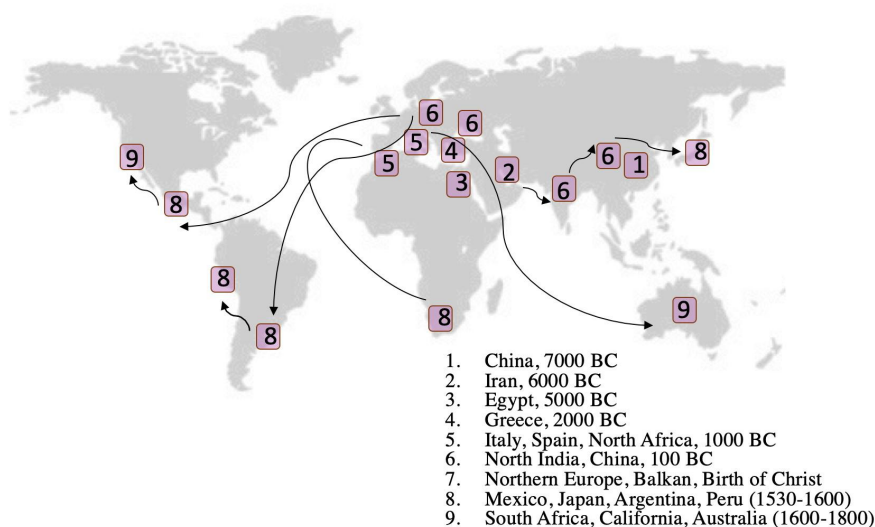 6
6
5
4
5
3
2
6
6
1
8
9
8
8
8
8
9
1. China, 7000 BC
2. Iran, 6000 BC
3. Egypt, 5000 BC
4. Greece, 2000 BC
5. Italy, Spain, North Africa, 1000 BC
6. North India, China, 100 BC
7. Northern Europe, Balkan, Birth of Christ
8. Mexico, Japan, Argentina, Peru (1530-1600)
9. South Africa, California, Australia (1600-1800)